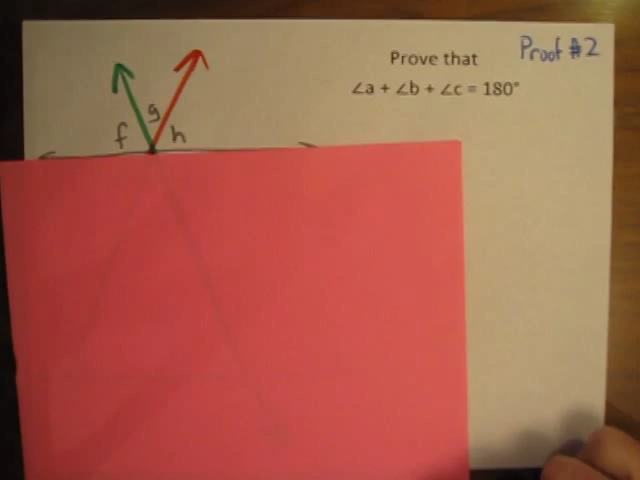 Proof #2
Prove that
∠a + ∠b + ∠c = 180°
g
f
h